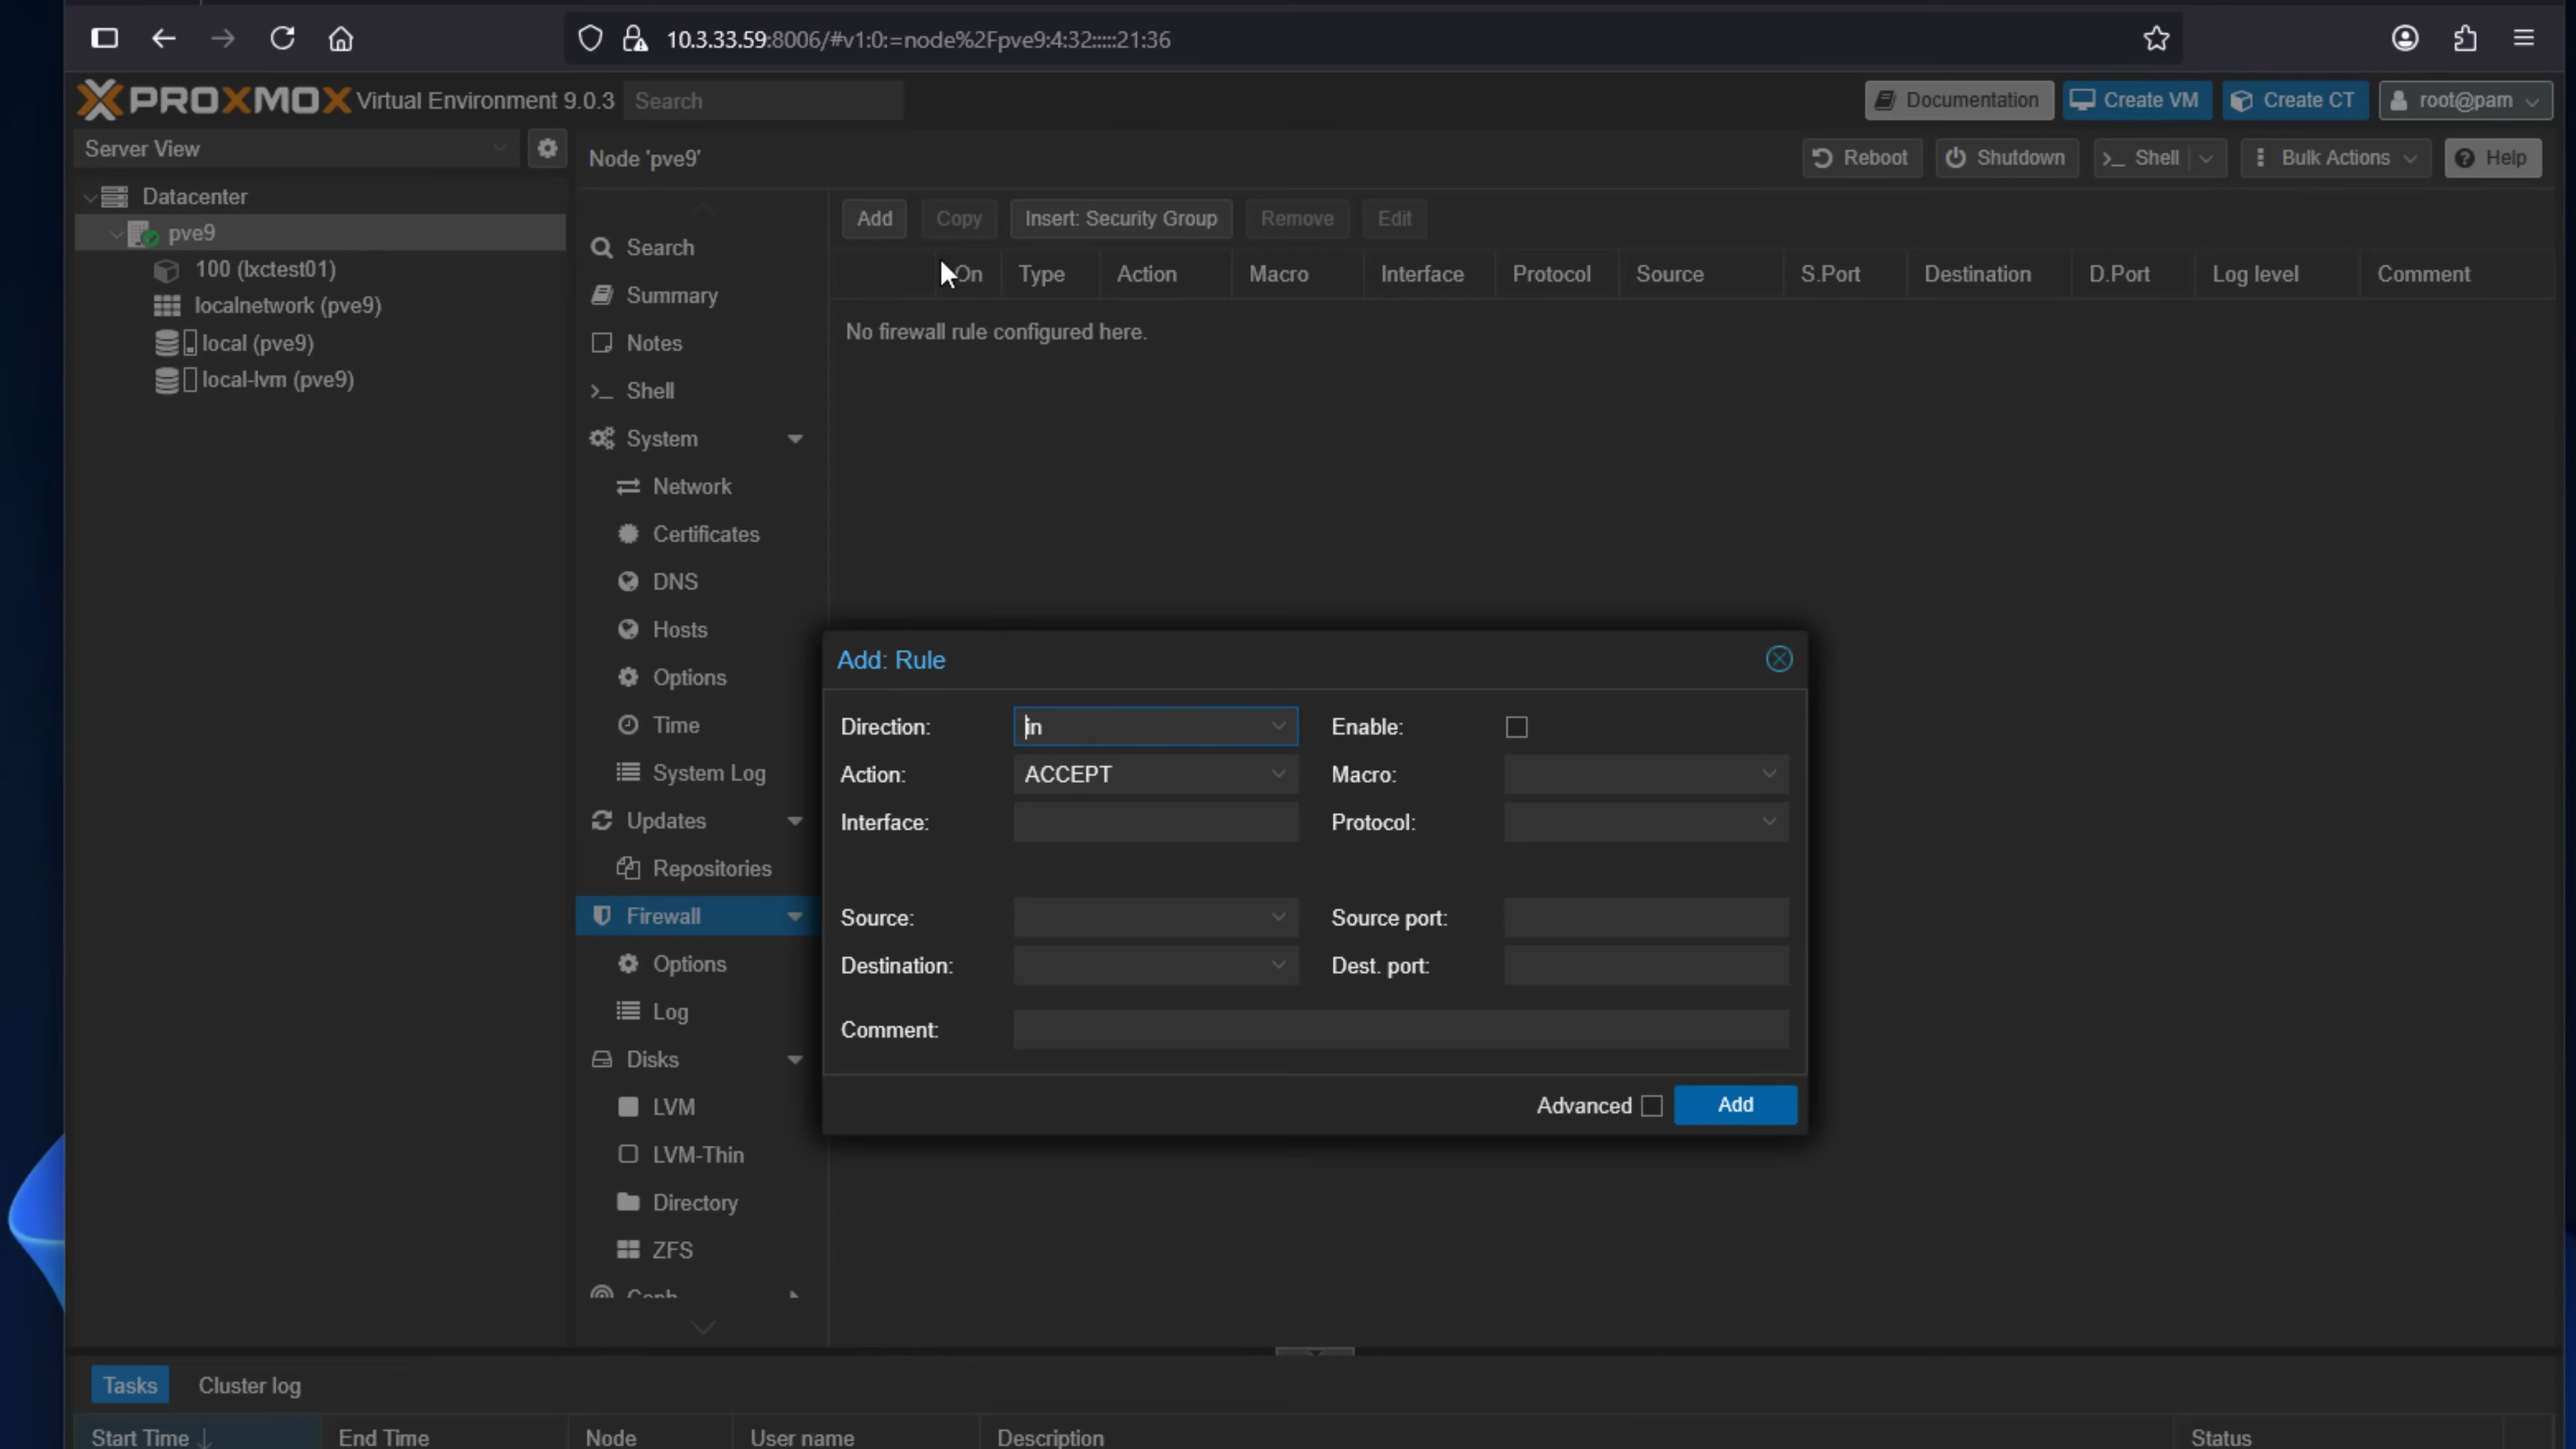 10.3.33.59:8006/#v1:0:=node%2Fpve9:4:32:::::21:36
PROXMOX Virtual Environment 9.0.3 Search Documentation Create VM Create CT root@pam
Server View
Node 'pve9' Reboot Shutdown Shell Bulk Actions Help
Datacenter
pve9
100 (lxctest01)
localnetwork (pve9)
local (pve9)
local-lvm (pve9)
Search
Summary
Notes
Shell
System
Network
Certificates
DNS
Hosts
Options
Time
System Log
Updates
Repositories
Firewall
Options
Log
Disks
LVM
LVM-Thin
Directory
ZFS
Ceph
Add Copy Insert: Security Group Remove Edit
On Type Action Macro Interface Protocol Source S.Port Destination D.Port Log level Comment
No firewall rule configured here.
Add: Rule
Direction: in Enable:
Action: ACCEPT Macro:
Interface: Protocol:
Source: Source port:
Destination: Dest. port:
Comment:
Advanced Add
Tasks Cluster log
Start Time End Time Node User name Description Status